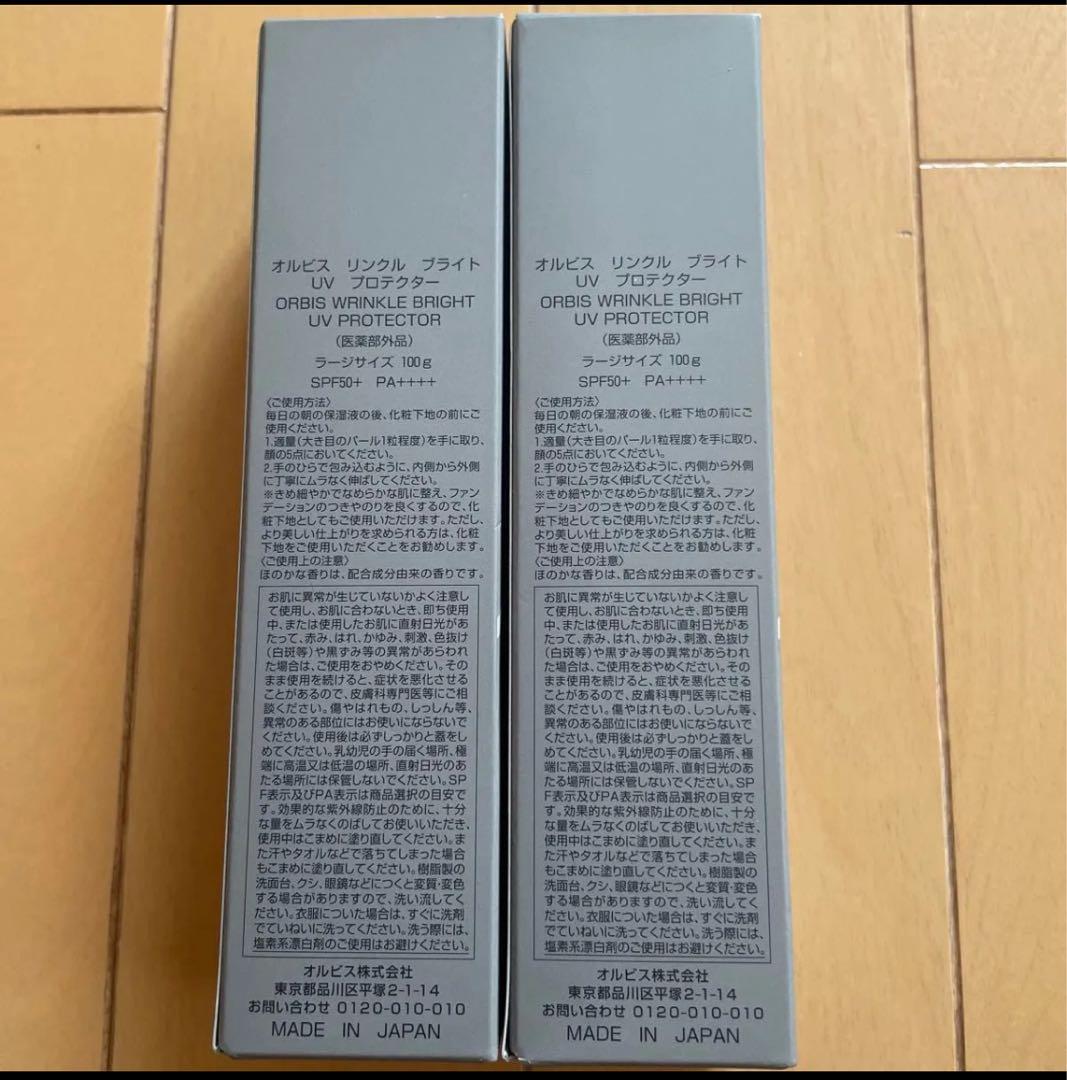 オルビス リンクル ブライト
UV プロテクター
ORBIS WRINKLE BRIGHT
UV PROTECTOR
(医薬部外品)
ラージサイズ 100g
SPF50+ PA++++
〈ご使用方法〉
毎日の朝の保湿液の後、化粧下地の前にご
使用ください。
1.適量(大き目のパール1粒程度)を手に取り、
顔の5点においてください。
2.手のひらで包み込むように、内側から外側
に丁寧にムラなく伸ばしてください。
※きめ細やかでなめらかな肌に整え、ファン
デーションのつきやのりを良くするので、化
粧下地としてもご使用いただけます。ただし、
より美しい仕上がりを求められる方は、化粧
下地をご使用いただくことをお勧めします。
〈ご使用上の注意〉
ほのかな香りは、配合成分由来の香りです。
お肌に異常が生じていないかよく注意し
て使用し、お肌に合わないとき、即ち使用
中、または使用したお肌に直射日光があ
たって、赤み、はれ、かゆみ、刺激、色抜け
(白斑等)や黒ずみ等の異常があらわれ
た場合は、ご使用をおやめください。その
まま使用を続けると、症状を悪化させる
ことがあるので、皮膚科専門医等にご相
談ください。傷やはれもの、しっしん等、
異常のある部位にはお使いにならないで
ください。使用後は必ずしっかりと蓋をし
めてください。乳幼児の手の届く場所、極
端に高温又は低温の場所、直射日光のあ
たる場所には保管しないでください。SP
F表示及びPA表示は商品選択の目安で
す。効果的な紫外線防止のために、十分
な量をムラなくのばしてお使いいただき、
使用中はこまめに塗り直してください。ま
た汗やタオルなどで落ちてしまった場合
もこまめに塗り直してください。樹脂製の
洗面台、クシ、眼鏡などにつくと変質・変色
する場合がありますので、洗い流してく
ださい。衣服についた場合は、すぐに洗剤
でていねいに洗ってください。洗う際には、
塩素系漂白剤のご使用はお避けください。
オルビス株式会社
東京都品川区平塚2-1-14
お問い合わせ 0120-010-010
MADE IN JAPAN
オルビス リンクル ブライト
UV プロテクター
ORBIS WRINKLE BRIGHT
UV PROTECTOR
(医薬部外品)
ラージサイズ 100g
SPF50+ PA++++
〈ご使用方法〉
毎日の朝の保湿液の後、化粧下地の前にご
使用ください。
1.適量(大き目のパール1粒程度)を手に取り、
顔の5点においてください。
2.手のひらで包み込むように、内側から外側
に丁寧にムラなく伸ばしてください。
※きめ細やかでなめらかな肌に整え、ファン
デーションのつきやのりを良くするので、化
粧下地としてもご使用いただけます。ただし、
より美しい仕上がりを求められる方は、化粧
下地をご使用いただくことをお勧めします。
〈ご使用上の注意〉
ほのかな香りは、配合成分由来の香りです。
お肌に異常が生じていないかよく注意し
て使用し、お肌に合わないとき、即ち使用
中、または使用したお肌に直射日光があ
たって、赤み、はれ、かゆみ、刺激、色抜け
(白斑等)や黒ずみ等の異常があらわれ
た場合は、ご使用をおやめください。その
まま使用を続けると、症状を悪化させる
ことがあるので、皮膚科専門医等にご相
談ください。傷やはれもの、しっしん等、
異常のある部位にはお使いにならないで
ください。使用後は必ずしっかりと蓋をし
めてください。乳幼児の手の届く場所、極
端に高温又は低温の場所、直射日光のあ
たる場所には保管しないでください。SP
F表示及びPA表示は商品選択の目安で
す。効果的な紫外線防止のために、十分
な量をムラなくのばしてお使いいただき、
使用中はこまめに塗り直してください。ま
た汗やタオルなどで落ちてしまった場合
もこまめに塗り直してください。樹脂製の
洗面台、クシ、眼鏡などにつくと変質・変色
する場合がありますので、洗い流してく
ださい。衣服についた場合は、すぐに洗剤
でていねいに洗ってください。洗う際には、
塩素系漂白剤のご使用はお避けください。
オルビス株式会社
東京都品川区平塚2-1-14
お問い合わせ 0120-010-010
MADE IN JAPAN